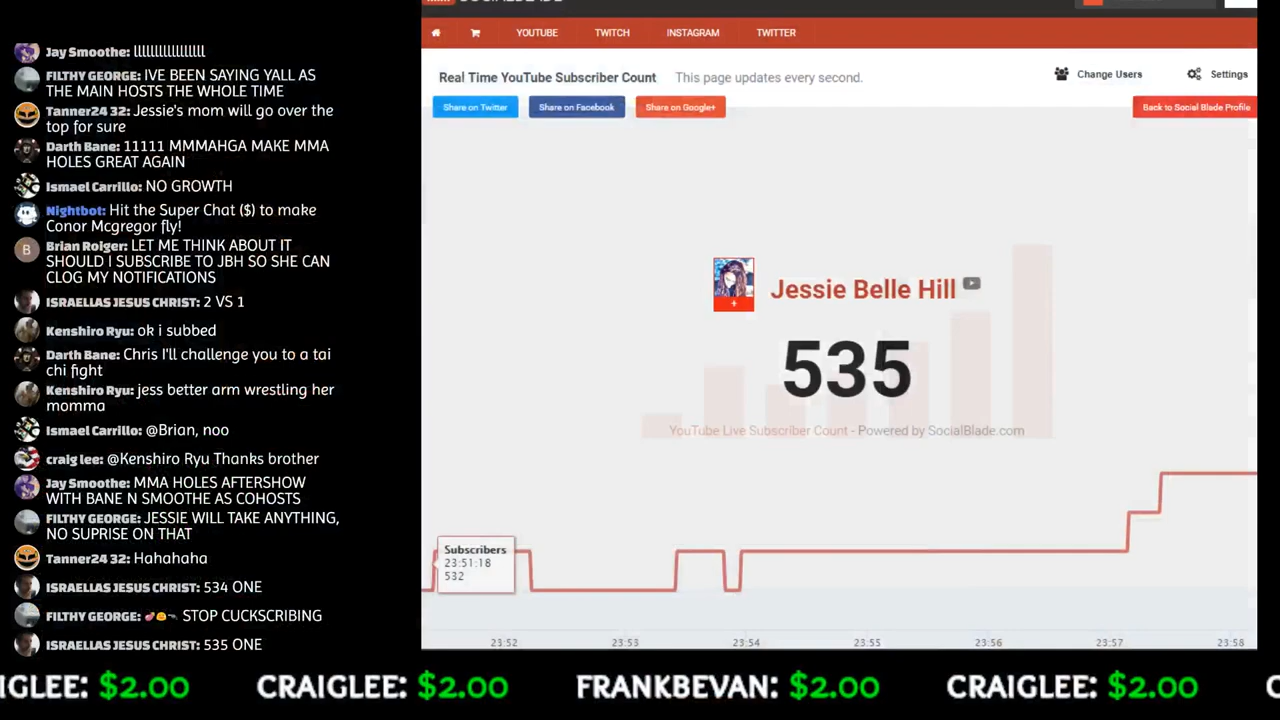 Jay Smoothe: lllllllllllllllll
FILTHY GEORGE: IVE BEEN SAYING YALL AS
THE MAIN HOSTS THE WHOLE TIME
Tanner24 32: Jessie's mom will go over the
top for sure
Darth Bane: 11111 MMMAHGA MAKE MMA
HOLES GREAT AGAIN
Ismael Carrillo: NO GROWTH
Nightbot: Hit the Super Chat ($) to make
Conor Mcgregor fly!
B
Brian Roiger: LET ME THINK ABOUT IT
SHOULD I SUBSCRIBE TO JBH SO SHE CAN
CLOG MY NOTIFICATIONS
ISRAELLAS JESUS CHRIST: 2 VS 1
Kenshiro Ryu: ok i subbed
Darth Bane: Chris I'll challenge you to a tai
chi fight
Kenshiro Ryu: jess better arm wrestling her
momma
Ismael Carrillo: @Brian, noo
craig lee: @Kenshiro Ryu Thanks brother
Jay Smoothe: MMA HOLES AFTERSHOW
WITH BANE N SMOOTHE AS COHOSTS
FILTHY GEORGE: JESSIE WILL TAKE ANYTHING,
NO SUPRISE ON THAT
Tanner24 32: Hahahaha
ISRAELLAS JESUS CHRIST: 534 ONE
FILTHY GEORGE: STOP CUCKSCRIBING
ISRAELLAS JESUS CHRIST: 535 ONE
YOUTUBE TWITCH INSTAGRAM TWITTER
Real Time YouTube Subscriber Count This page updates every second. Change Users Settings
Share on Twitter Share on Facebook Share on Google+ Back to Social Blade Profile
+ Jessie Belle Hill
535
YouTube Live Subscriber Count - Powered by SocialBlade.com
Subscribers
23:51:18
532
23:52 23:53 23:54 23:55 23:56 23:57 23:58
IGLEE: $2.00 CRAIGLEE: $2.00 FRANKBEVAN: $2.00 CRAIGLEE: $2.00 C